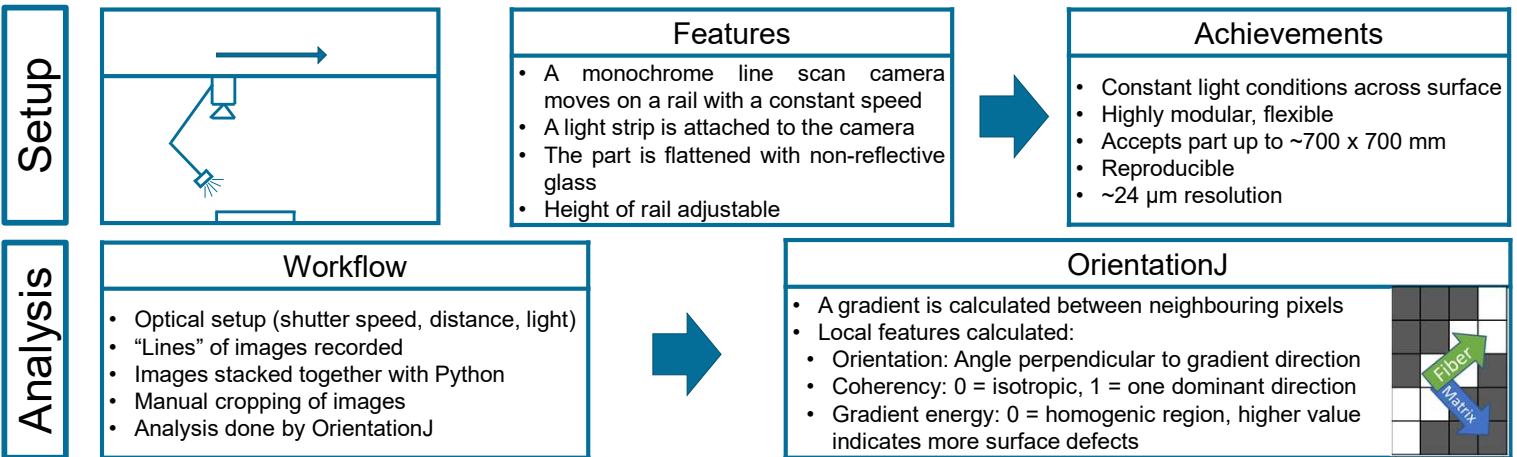 Setup
Features
• A monochrome line scan camera
moves on a rail with a constant speed
• A light strip is attached to the camera
• The part is flattened with non-reflective
glass
• Height of rail adjustable
Achievements
• Constant light conditions across surface
• Highly modular, flexible
• Accepts part up to ~700 x 700 mm
• Reproducible
• ~24 µm resolution
Analysis
Workflow
• Optical setup (shutter speed, distance, light)
• “Lines” of images recorded
• Images stacked together with Python
• Manual cropping of images
• Analysis done by OrientationJ
OrientationJ
• A gradient is calculated between neighbouring pixels
• Local features calculated:
• Orientation: Angle perpendicular to gradient direction
• Coherency: 0 = isotropic, 1 = one dominant direction
• Gradient energy: 0 = homogenic region, higher value
indicates more surface defects
Fiber
Matrix